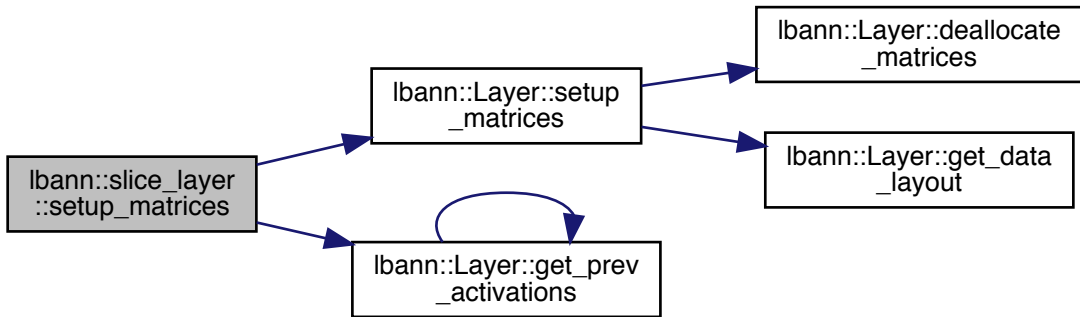 lbann::slice_layer
::setup_matrices
lbann::Layer::setup
_matrices
lbann::Layer::deallocate
_matrices
lbann::Layer::get_data
_layout
lbann::Layer::get_prev
_activations